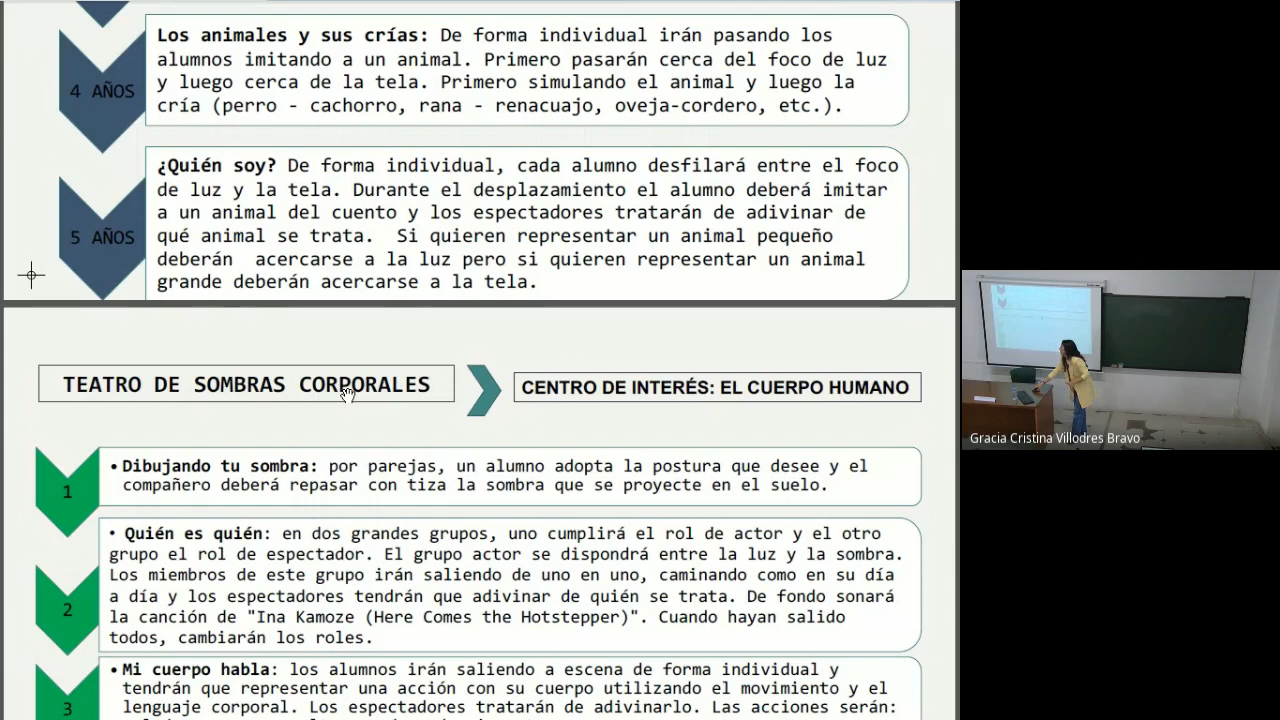 Los animales y sus crías: De forma individual irán pasando los
alumnos imitando a un animal. Primero pasarán cerca del foco de luz
y luego cerca de la tela. Primero simulando el animal y luego la
cría (perro - cachorro, rana - renacuajo, oveja-cordero, etc.).
4 AÑOS
¿Quién soy? De forma individual, cada alumno desfilará entre el foco
de luz y la tela. Durante el desplazamiento el alumno deberá imitar
a un animal del cuento y los espectadores tratarán de adivinar de
qué animal se trata. Si quieren representar un animal pequeño
deberán acercarse a la luz pero si quieren representar un animal
grande deberán acercarse a la tela.
5 AÑOS
TEATRO DE SOMBRAS CORPORALES
CENTRO DE INTERÉS: EL CUERPO HUMANO
1
• Dibujando tu sombra: por parejas, un alumno adopta la postura que desee y el
compañero deberá repasar con tiza la sombra que se proyecte en el suelo.
2
• Quién es quién: en dos grandes grupos, uno cumplirá el rol de actor y el otro
grupo el rol de espectador. El grupo actor se dispondrá entre la luz y la sombra.
Los miembros de este grupo irán saliendo de uno en uno, caminando como en su día
a día y los espectadores tendrán que adivinar de quién se trata. De fondo sonará
la canción de "Ina Kamoze (Here Comes the Hotstepper)". Cuando hayan salido
todos, cambiarán los roles.
3
• Mi cuerpo habla: los alumnos irán saliendo a escena de forma individual y
tendrán que representar una acción con su cuerpo utilizando el movimiento y el
lenguaje corporal. Los espectadores tratarán de adivinarlo. Las acciones serán:
Gracia Cristina Villodres Bravo